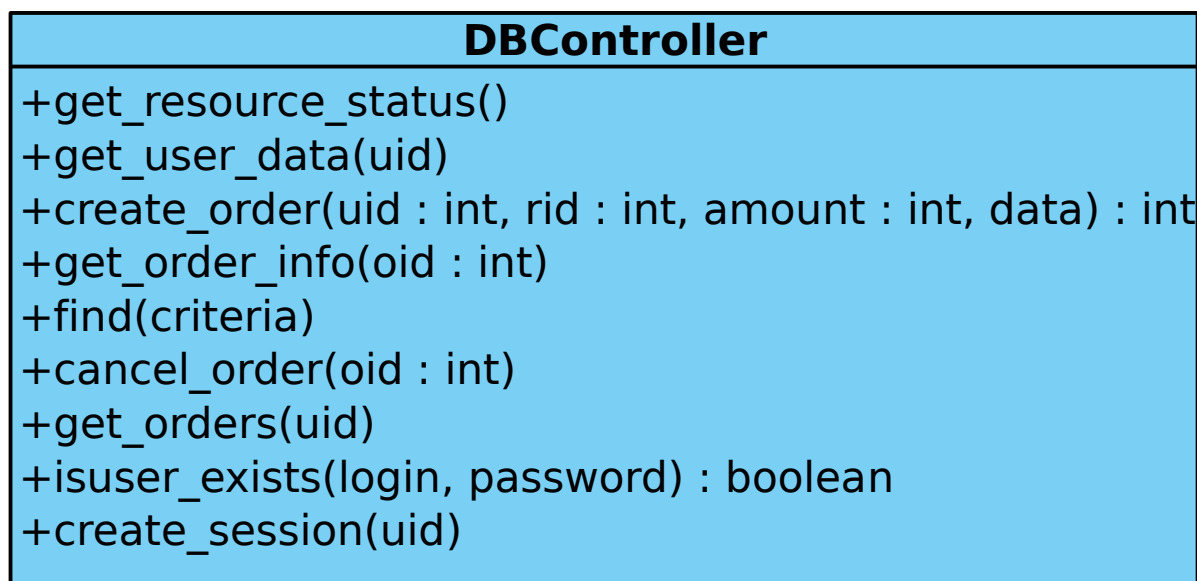 DBController
+get_resource_status()
+get_user_data(uid)
+create_order(uid : int, rid : int, amount : int, data) : int
+get_order_info(oid : int)
+find(criteria)
+cancel_order(oid : int)
+get_orders(uid)
+isuser_exists(login, password) : boolean
+create_session(uid)